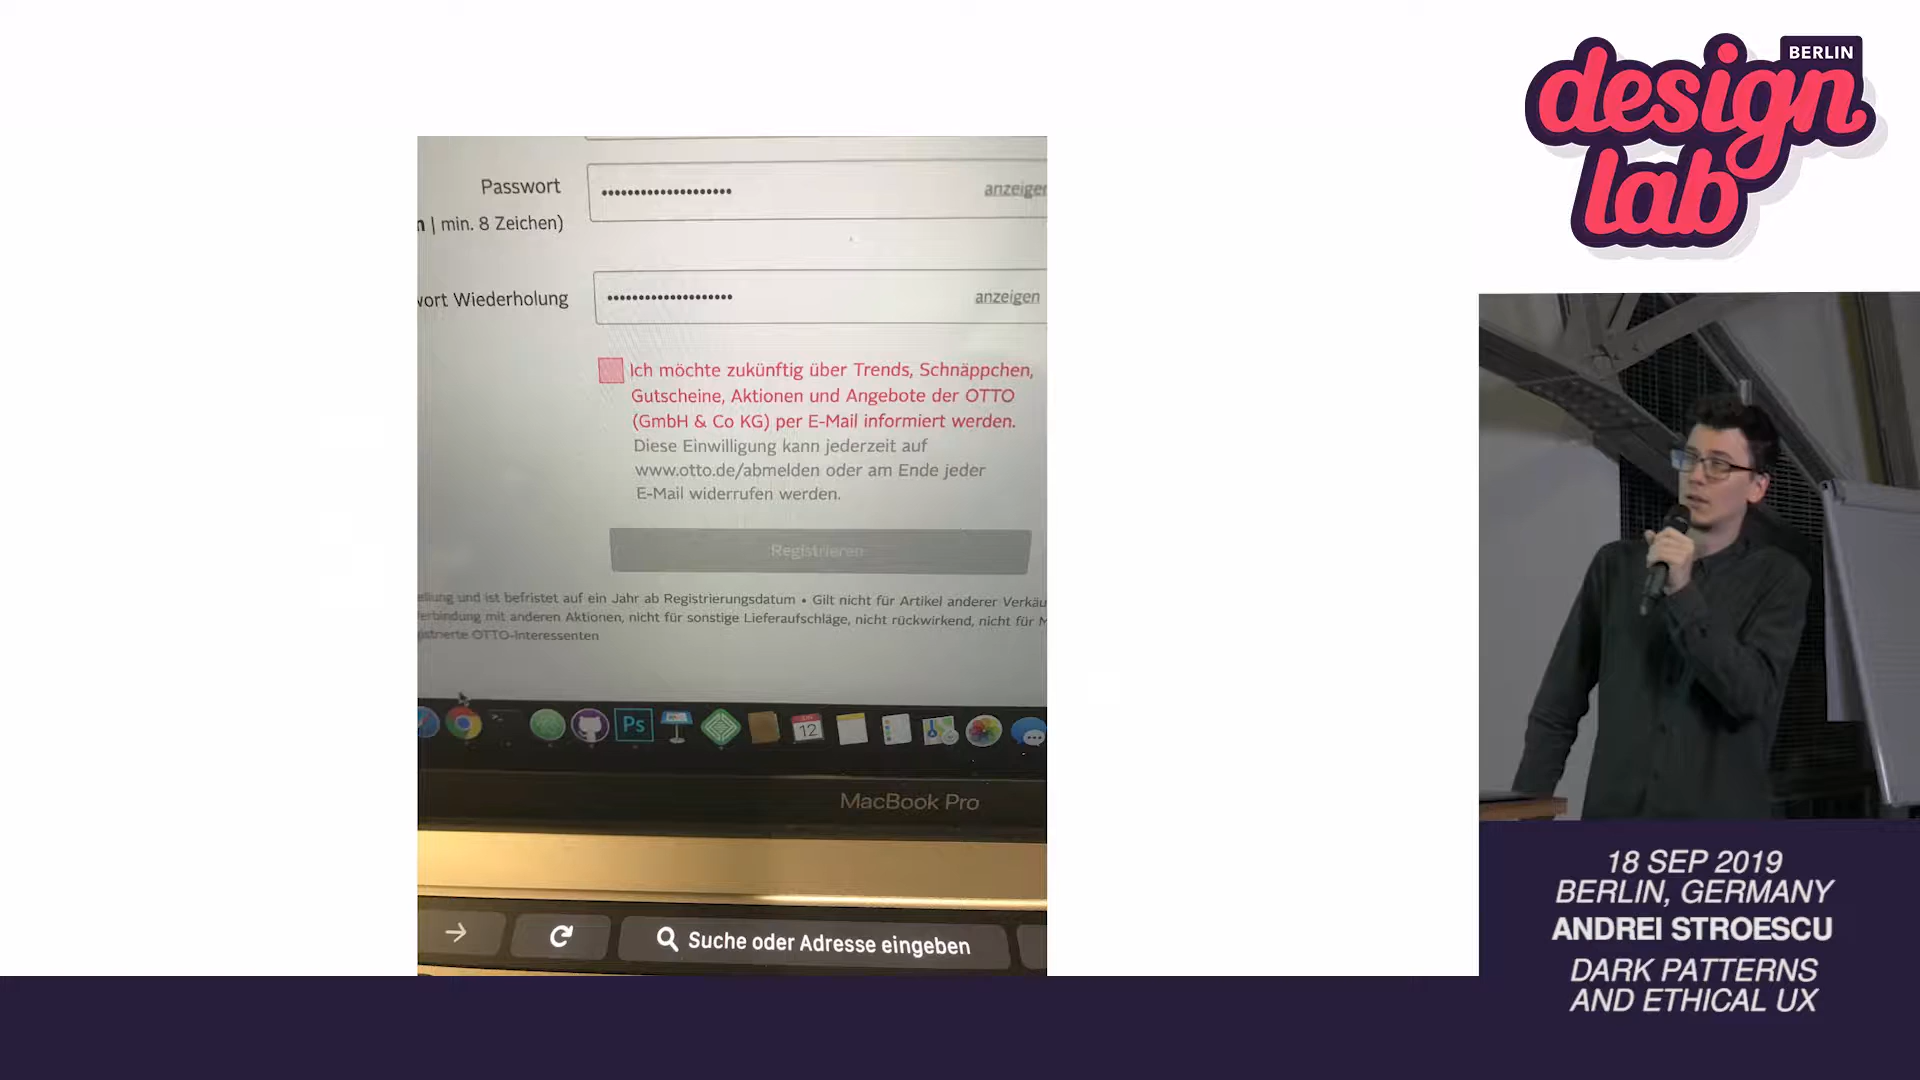 BERLIN
design
lab
Passwort
anzeigen
| min. 8 Zeichen)
Wiederholung
anzeigen
Ich möchte zukünftig über Trends, Schnäppchen,
Gutscheine, Aktionen und Angebote der OTTO
(GmbH & Co KG) per E-Mail informiert werden.
Diese Einwilligung kann jederzeit auf
www.otto.de/abmelden oder am Ende jeder
E-Mail widerrufen werden.
Registrieren
und ist befristet auf ein Jahr ab Registrierungsdatum • Gilt nicht für Artikel anderer
mit anderen Aktionen, nicht für sonstige Lieferaufschläge, nicht rückwirkend, nicht für M
OTTO-Interessenten
Ps
12
MacBook Pro
Suche oder Adresse eingeben
18 SEP 2019
BERLIN, GERMANY
ANDREI STROESCU
DARK PATTERNS
AND ETHICAL UX